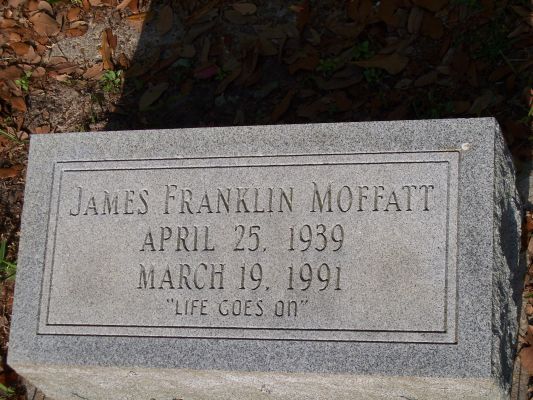 JAMES FRANKLIN MOFFATT
APRIL 25, 1939
MARCH 19, 1991
"LIFE GOES ON"